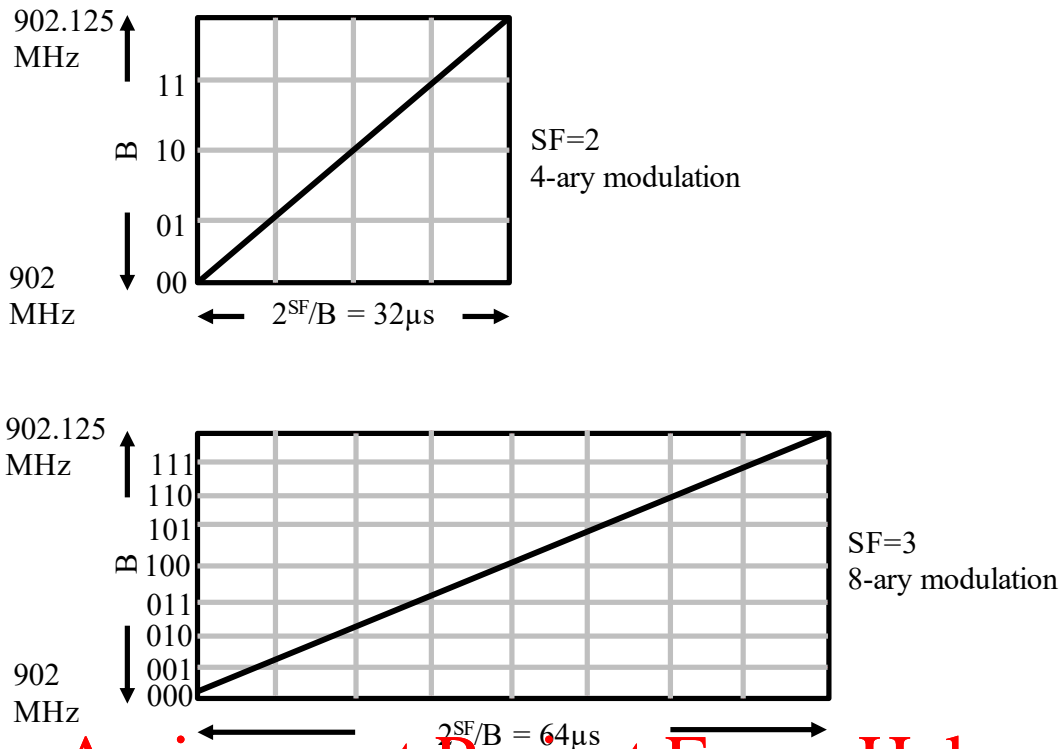 902.125
MHz
11
B
10
SF=2
4-ary modulation
01
902
MHz
00
2^SF/B = 32µs
902.125
MHz
111
110
101
B
100
SF=3
8-ary modulation
011
010
001
902
MHz
000
2^SF/B = 64µs